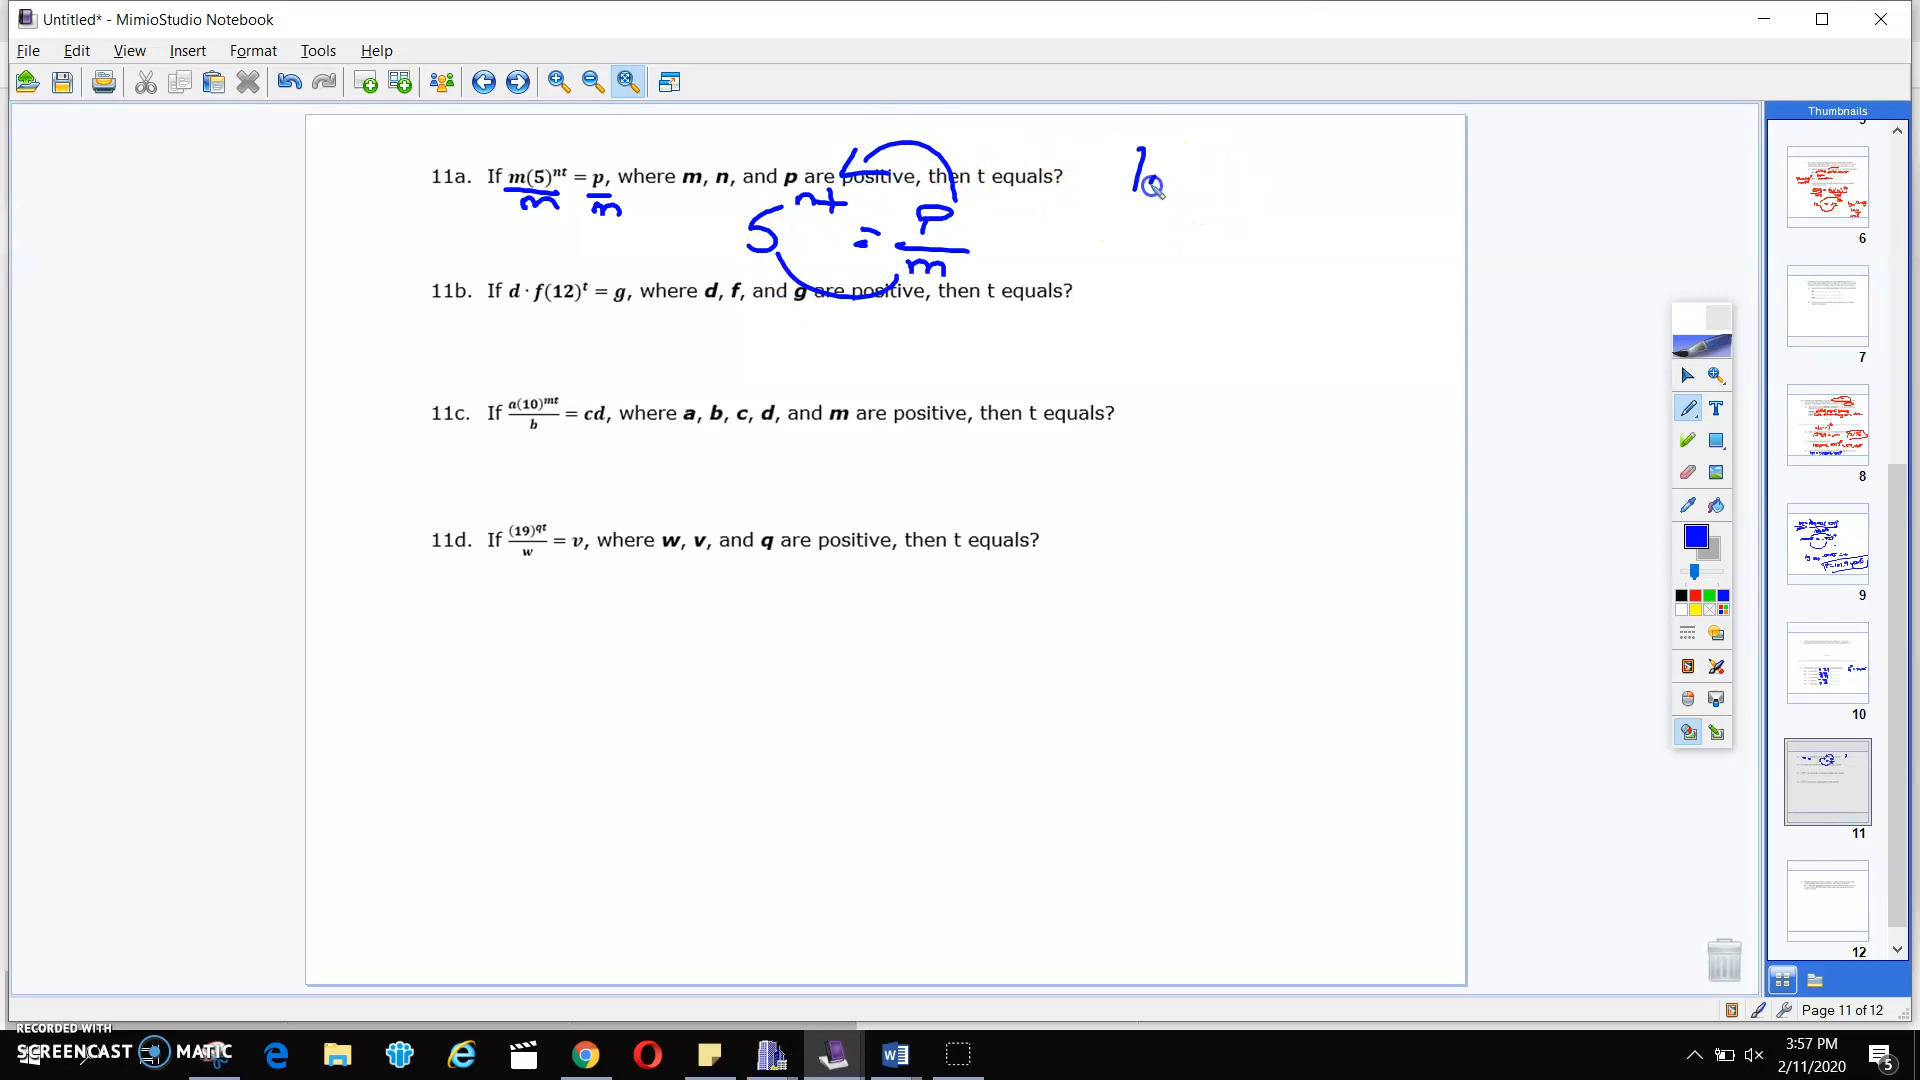 Untitled* - MimioStudio Notebook
File Edit View Insert Format Tools Help
Thumbnails
11a. If m(5)ⁿᵗ = p, where m, n, and p are positive, then t equals?
m m
5ⁿᵗ = p/m
lo
11b. If d · f(12)ᵗ = g, where d, f, and g are positive, then t equals?
11c. If a(10)ᵐᵗ/b = cd, where a, b, c, d, and m are positive, then t equals?
11d. If (19)^qt/w = v, where w, v, and q are positive, then t equals?
6
7
8
9
10
11
12
Page 11 of 12
RECORDED WITH
SCREENCAST MATIC
3:57 PM
2/11/2020
5